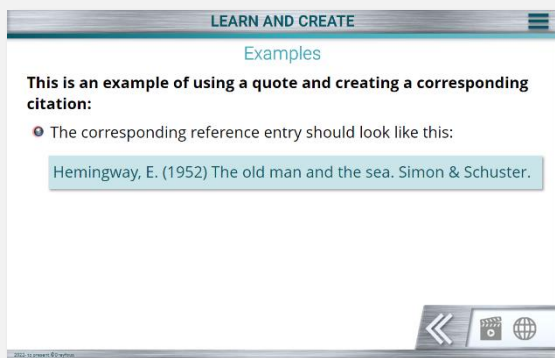 LEARN AND CREATE
Examples
This is an example of using a quote and creating a corresponding
citation:
The corresponding reference entry should look like this:
Hemingway, E. (1952) The old man and the sea. Simon & Schuster.